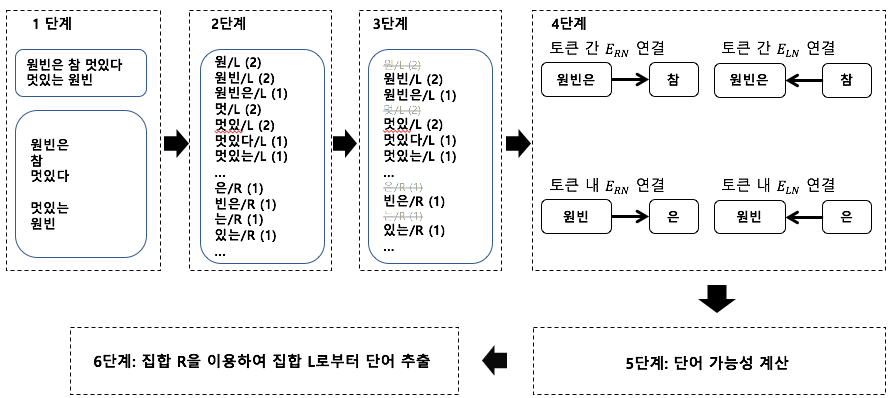 1 단계
원빈은 참 멋있다
멋있는 원빈
원빈은
참
멋있다
멋있는
원빈
2단계
원/L (2)
원빈/L (2)
원빈은/L (1)
멋/L (2)
멋있/L (2)
멋있다/L (1)
멋있는/L (1)
...
은/R (1)
빈은/R (1)
는/R (1)
있는/R (1)
...
3단계
원/L (2)
원빈/L (2)
원빈은/L (1)
멋/L (2)
멋있/L (2)
멋있다/L (1)
멋있는/L (1)
...
은/R (1)
빈은/R (1)
는/R (1)
있는/R (1)
...
4단계
토큰 간 E_RN 연결
원빈은 참
토큰 간 E_LN 연결
원빈은 참
토큰 내 E_RN 연결
원빈 은
토큰 내 E_LN 연결
원빈 은
5단계: 단어 가능성 계산
6단계: 집합 R을 이용하여 집합 L로부터 단어 추출